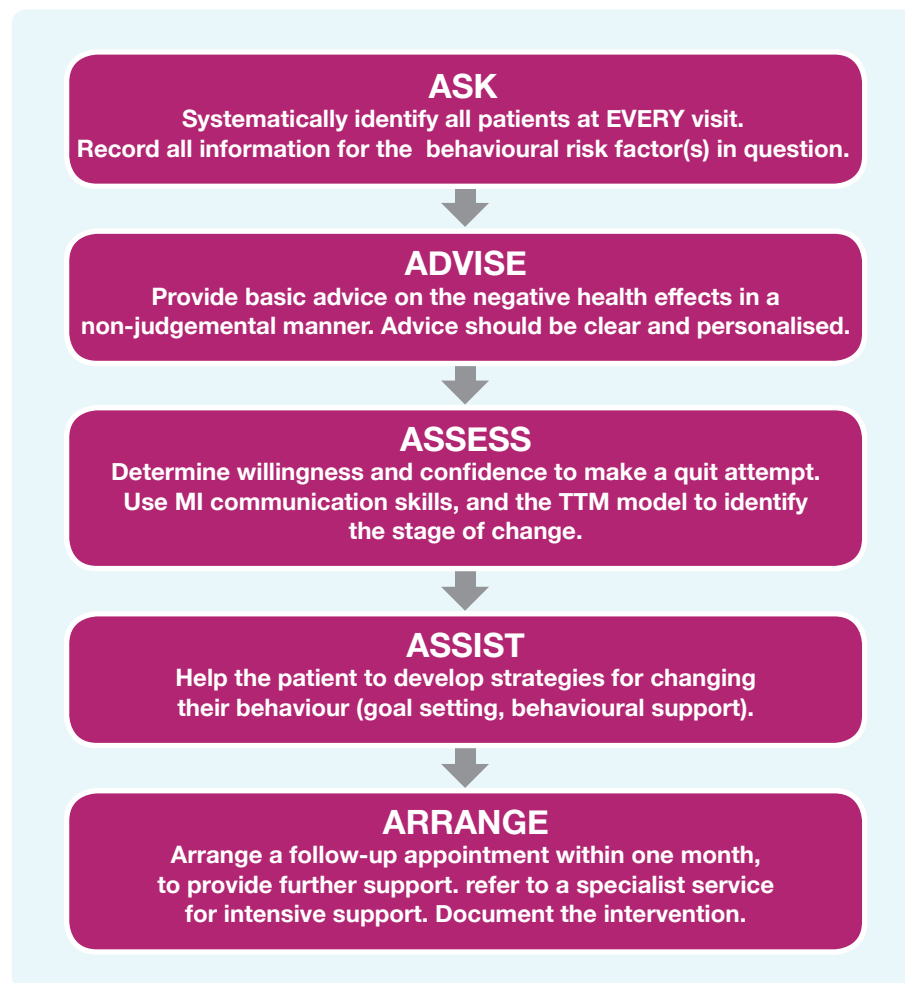 ASK
Systematically identify all patients at EVERY visit.
Record all information for the behavioural risk factor(s) in question.
ADVISE
Provide basic advice on the negative health effects in a
non-judgemental manner. Advice should be clear and personalised.
ASSESS
Determine willingness and confidence to make a quit attempt.
Use MI communication skills, and the TTM model to identify
the stage of change.
ASSIST
Help the patient to develop strategies for changing
their behaviour (goal setting, behavioural support).
ARRANGE
Arrange a follow-up appointment within one month,
to provide further support. refer to a specialist service
for intensive support. Document the intervention.